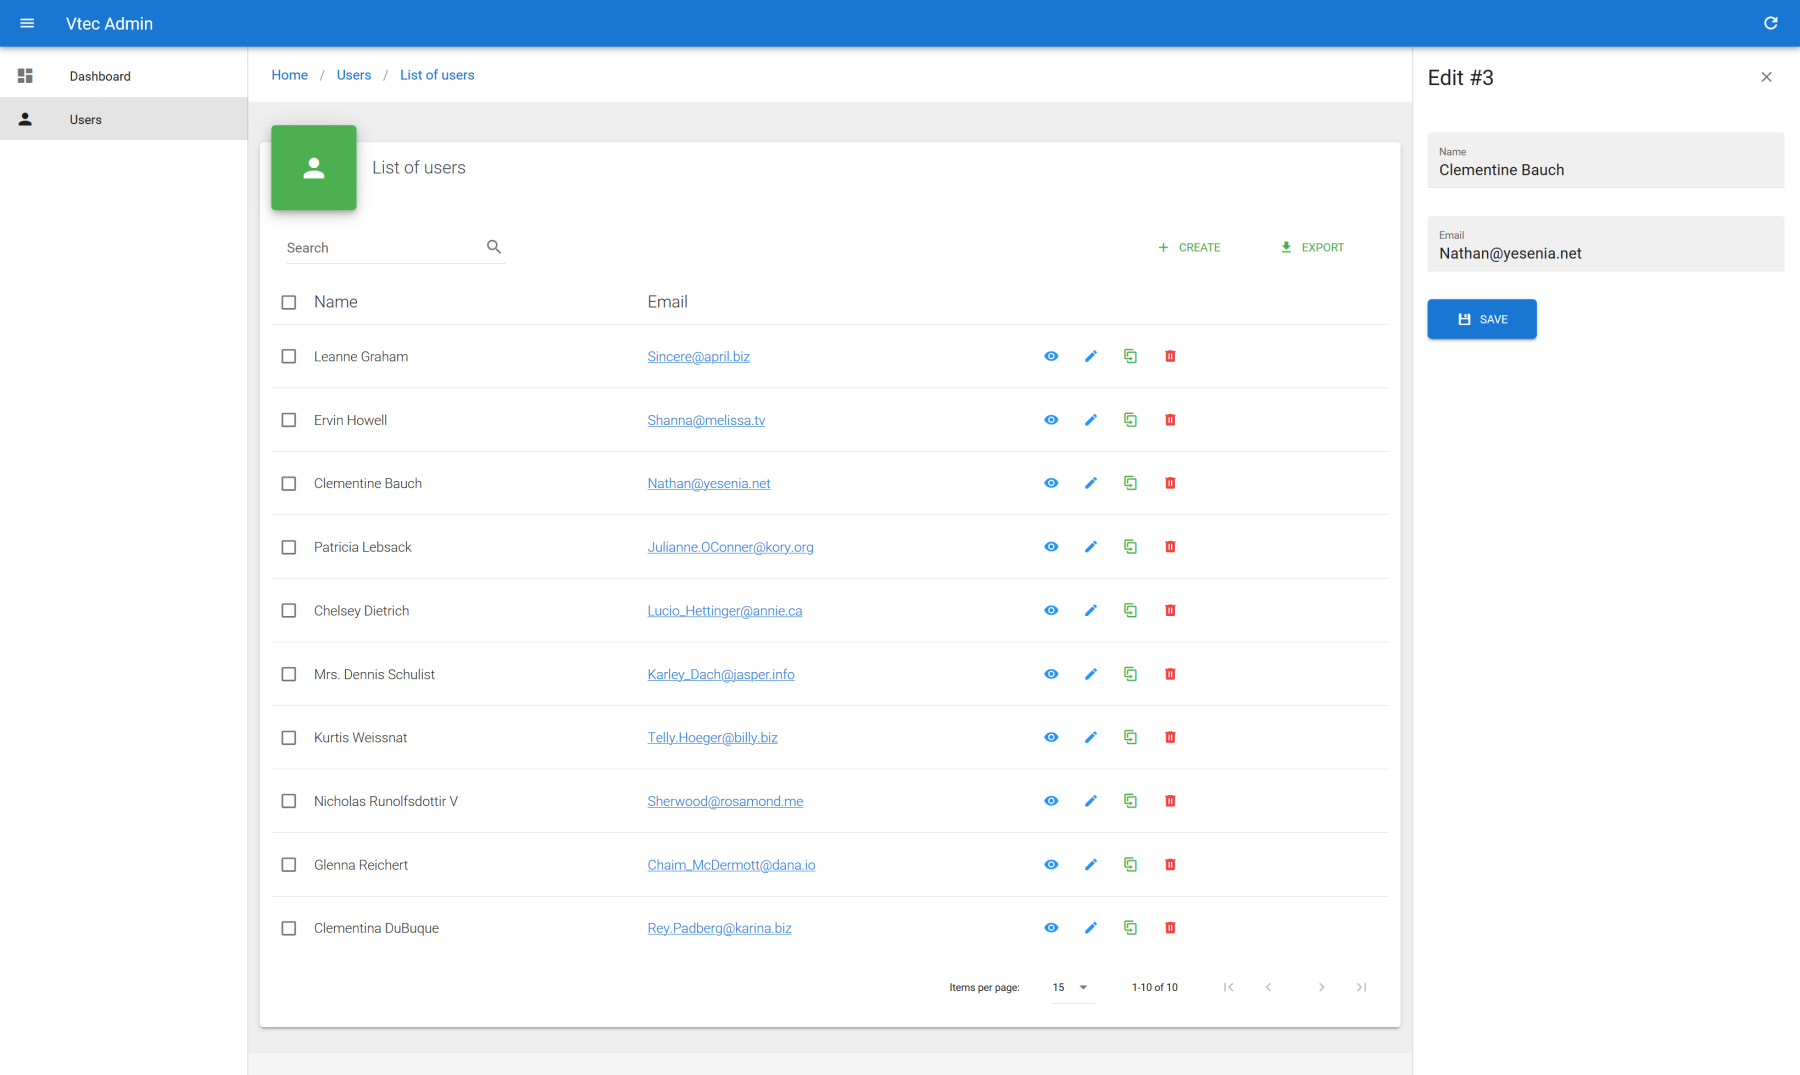 Vtec Admin
Dashboard
Users
Home / Users / List of users
List of users
Search
CREATE
EXPORT
Name Email
Leanne Graham Sincere@april.biz
Ervin Howell Shanna@melissa.tv
Clementine Bauch Nathan@yesenia.net
Patricia Lebsack Julianne.OConner@kory.org
Chelsey Dietrich Lucio_Hettinger@annie.ca
Mrs. Dennis Schulist Karley_Dach@jasper.info
Kurtis Weissnat Telly.Hoeger@billy.biz
Nicholas Runolfsdottir V Sherwood@rosamond.me
Glenna Reichert Chaim_McDermott@dana.io
Clementina DuBuque Rey.Padberg@karina.biz
Items per page: 15 1-10 of 10
Edit #3
Name
Clementine Bauch
Email
Nathan@yesenia.net
SAVE